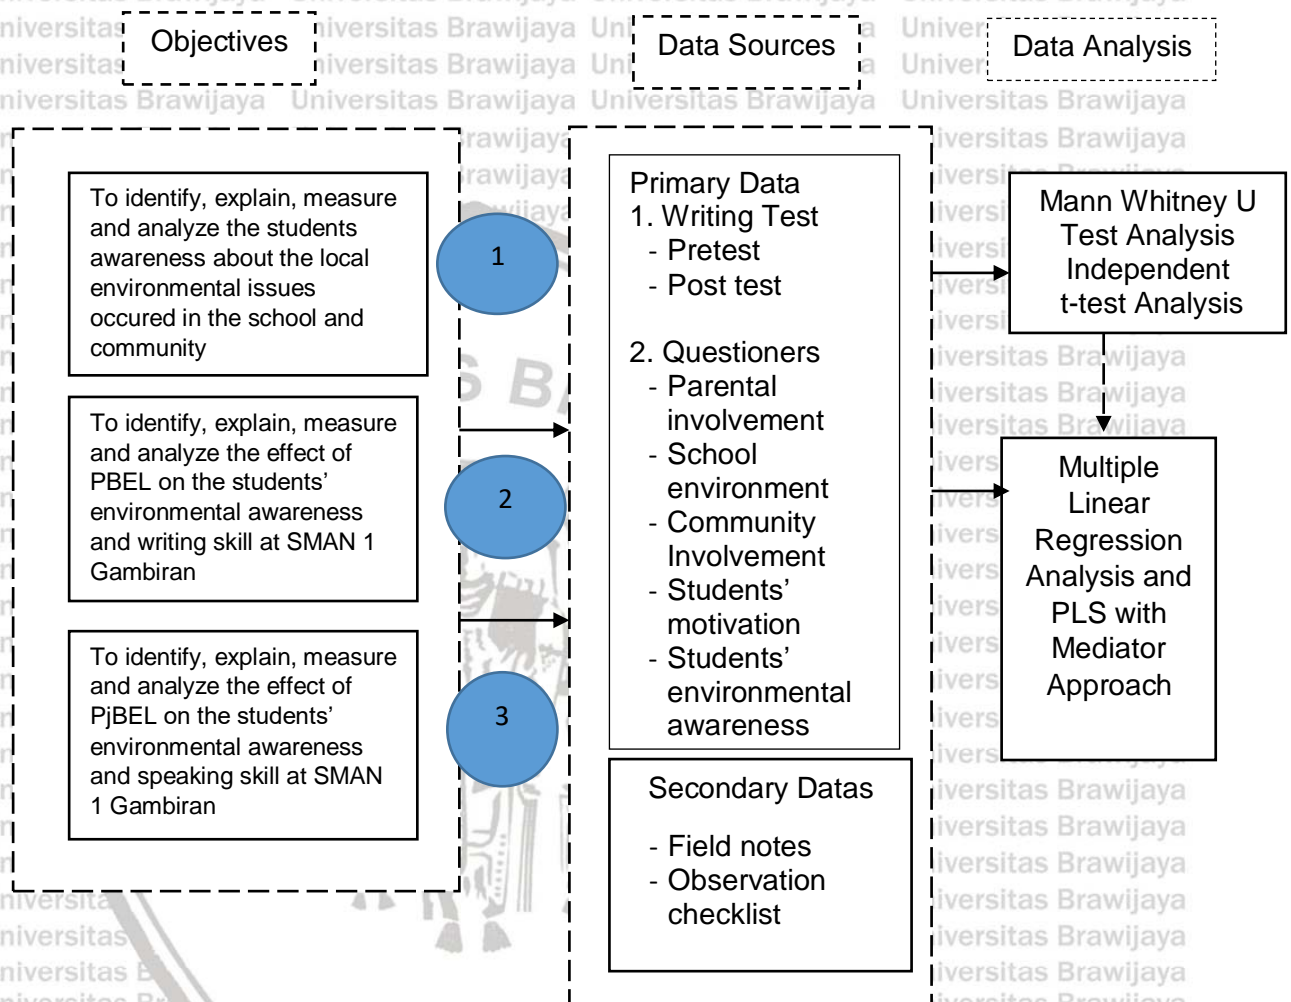 Objectives
Data Sources
Data Analysis
To identify, explain, measure
and analyze the students
awareness about the local
environmental issues
occured in the school and
community
1
To identify, explain, measure
and analyze the effect of
PBEL on the students’
environmental awareness
and writing skill at SMAN 1
Gambiran
2
To identify, explain, measure
and analyze the effect of
PjBEL on the students’
environmental awareness
and speaking skill at SMAN
1 Gambiran
3
Primary Data
1. Writing Test
- Pretest
- Post test
2. Questioners
- Parental
involvement
- School
environment
- Community
Involvement
- Students’
motivation
- Students’
environmental
awareness
Secondary Datas
- Field notes
- Observation
checklist
Mann Whitney U
Test Analysis
Independent
t-test Analysis
Multiple
Linear
Regression
Analysis and
PLS with
Mediator
Approach
Universitas Brawijaya